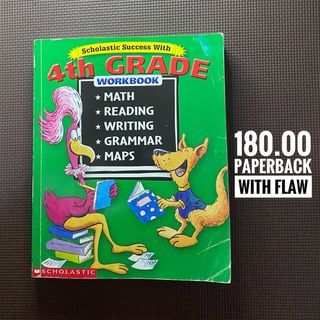 Scholastic Success With
4th GRADE
WORKBOOK
★ MATH
★ READING
★ WRITING
★ GRAMMAR
★ MAPS
180.00
PAPERBACK
WITH FLAW
SCHOLASTIC